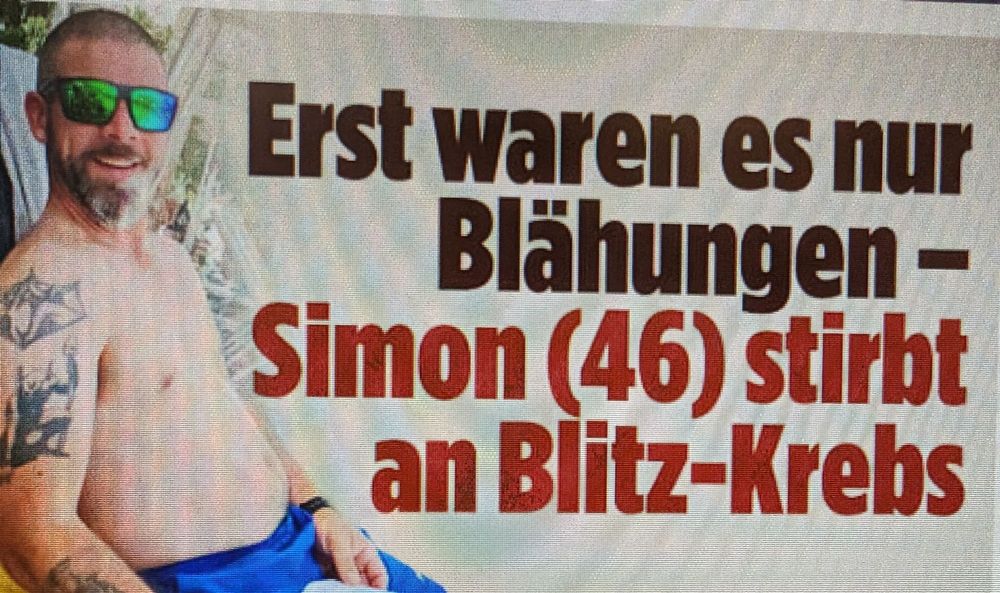 Erst waren es nur
Blähungen –
Simon (46) stirbt
an Blitz-Krebs